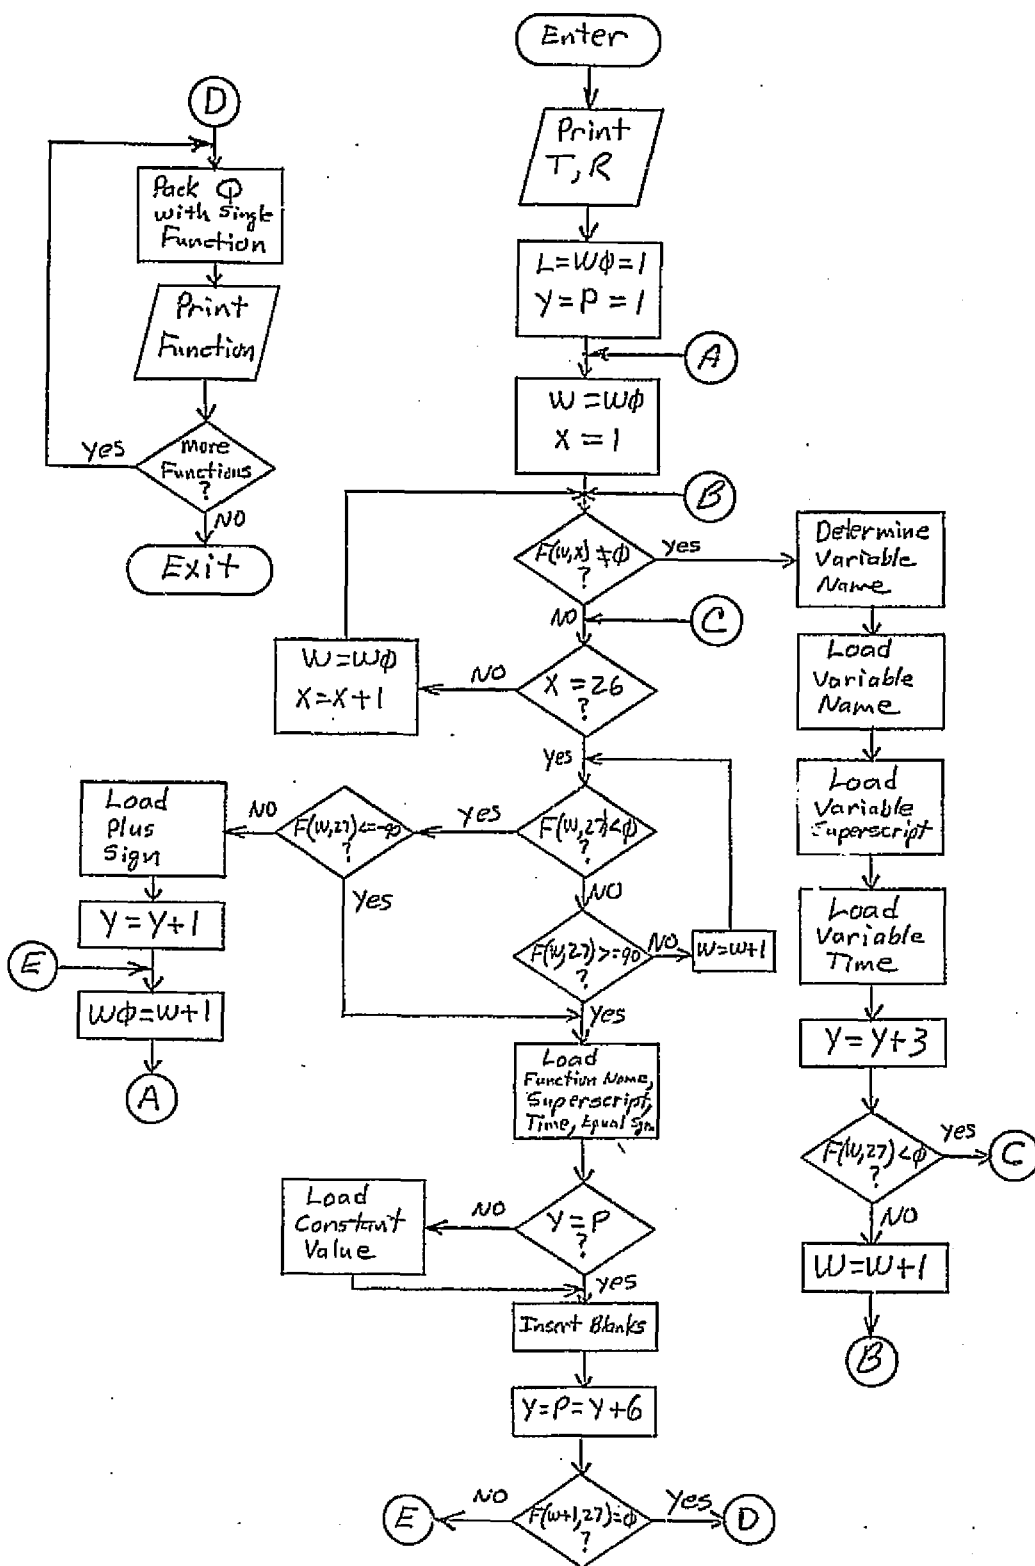 Enter
Print
T, R
L=Wφ=1
Y=P=1
A
W=Wφ
X=1
B
F(W,X)≠φ
?
yes
NO
C
X=26
?
NO
W=Wφ
X=X+1
Yes
F(W,27)<φ
?
yes
NO
F(W,27)<=-90
?
NO
Yes
Load
Plus
Sign
Y=Y+1
E
Wφ=W+1
A
F(W,27)>=90
?
NO
W=W+1
Yes
Load
Function Name,
Superscript,
Time, Equal Sign
Y=P
?
NO
Load
Constant
Value
yes
Insert Blanks
Y=P=Y+6
F(W+1,27)=φ
?
NO
E
Yes
D
Determine
Variable
Name
Load
Variable
Name
Load
Variable
Superscript
Load
Variable
Time
Y=Y+3
F(W,27)<φ
?
yes
C
NO
W=W+1
B
D
Pack Q
with Single
Function
Print
Function
More
Functions
?
yes
NO
Exit